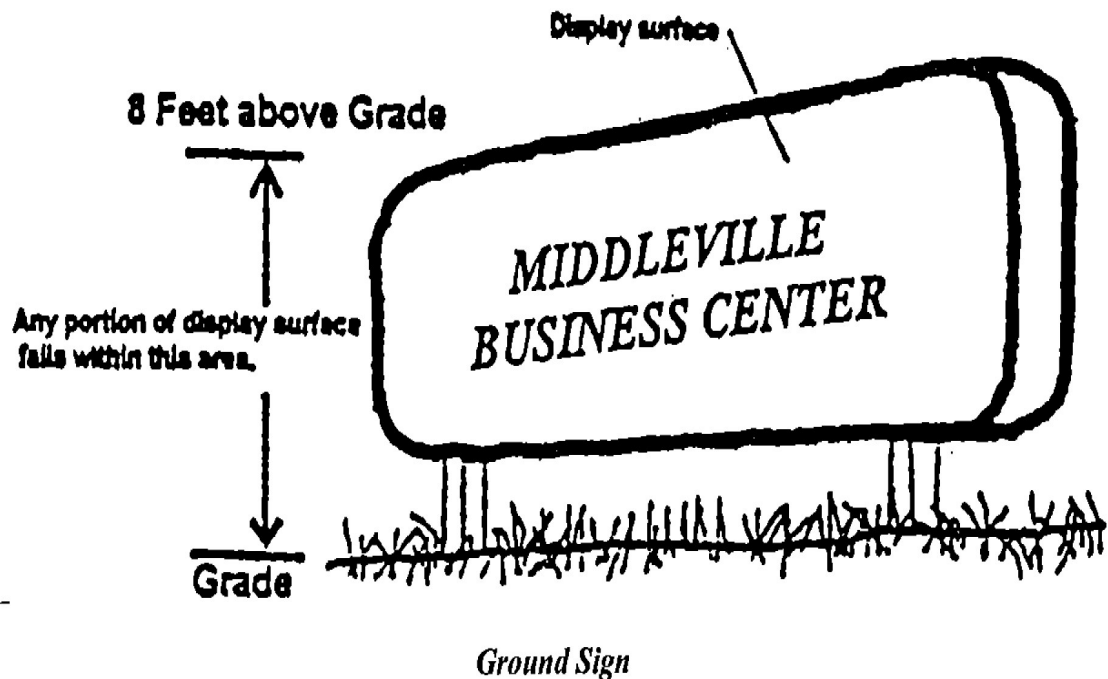 Display surface
8 Feet above Grade
MIDDLEVILLE
BUSINESS CENTER
Any portion of display surface
falls within this area.
Grade
Ground Sign